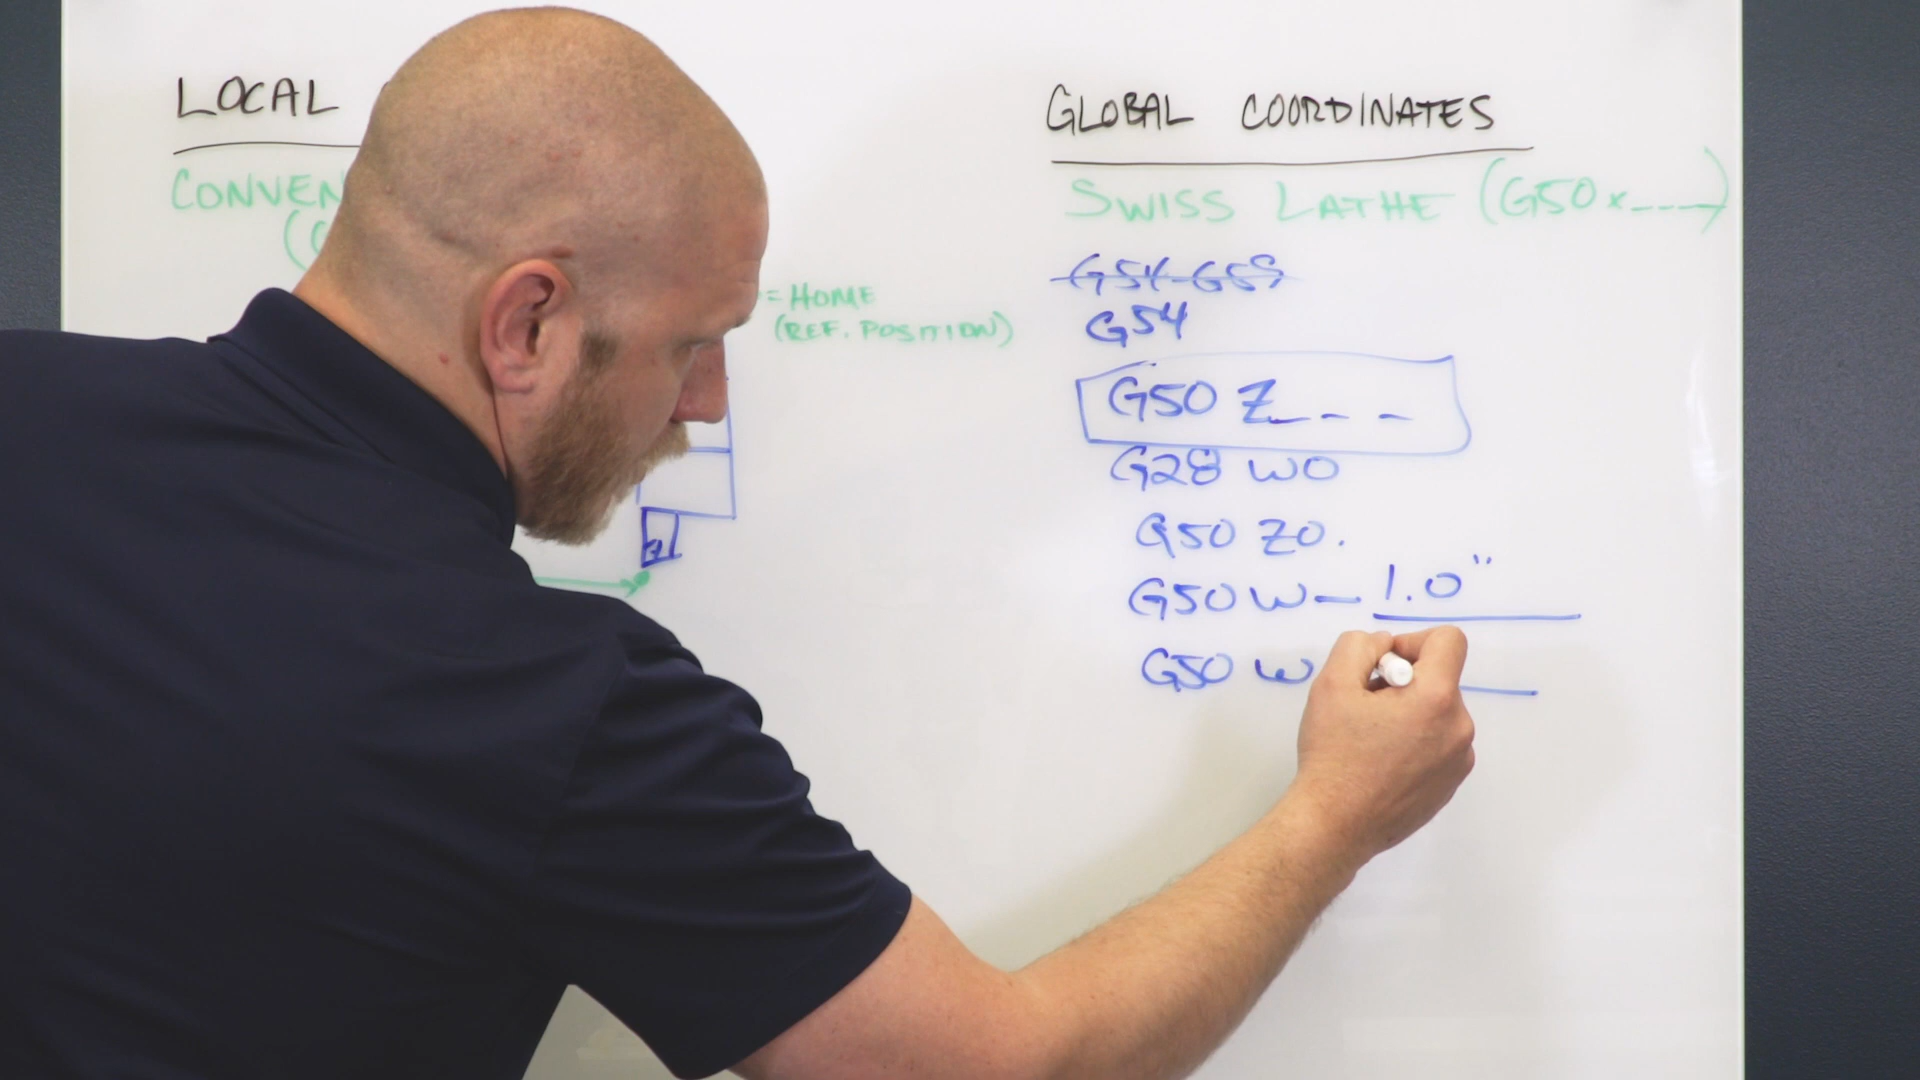 LOCAL
CONVEN
(
= HOME
(REF. POSITION)
GLOBAL COORDINATES
SWISS LATHE (G50 x----)
G54-G59
G54
G50 Z_ _ _
G28 W0
G50 Z0.
G50 W- 1.0"
G50 W